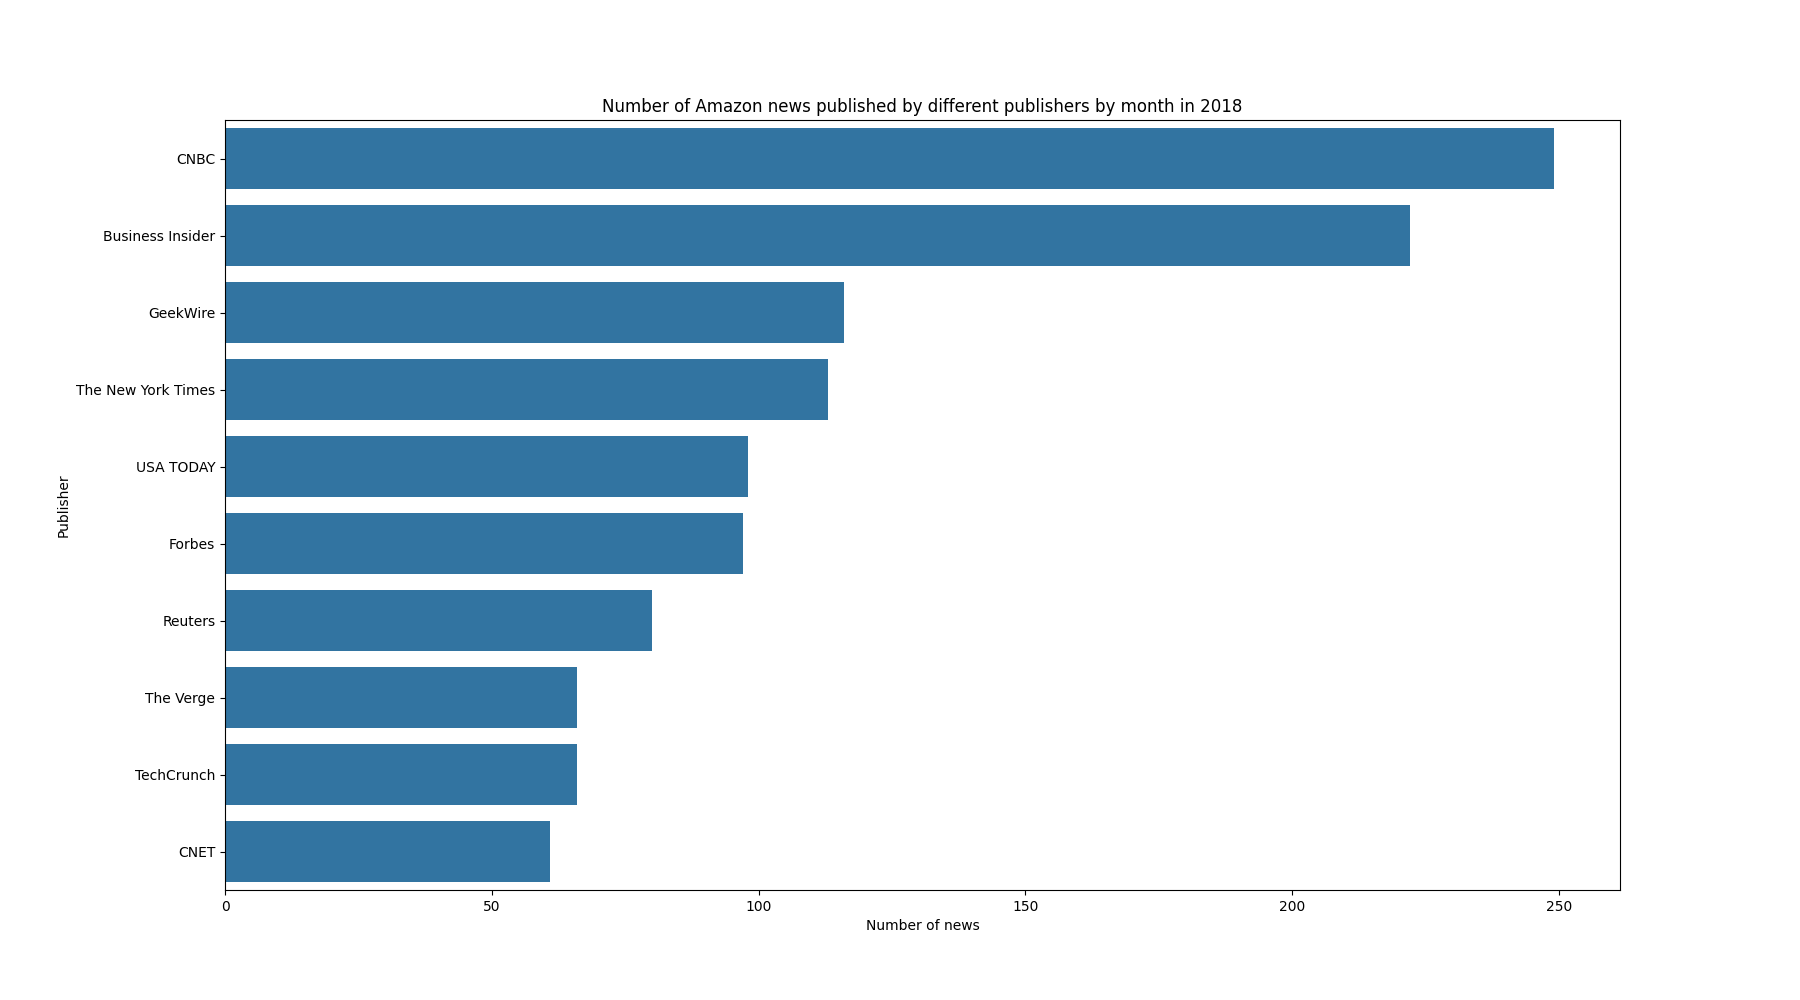 Number of Amazon news published by different publishers by month in 2018
CNBC
Business Insider
GeekWire
The New York Times
USA TODAY
Forbes
Reuters
The Verge
TechCrunch
CNET
Publisher
0 50 100 150 200 250
Number of news